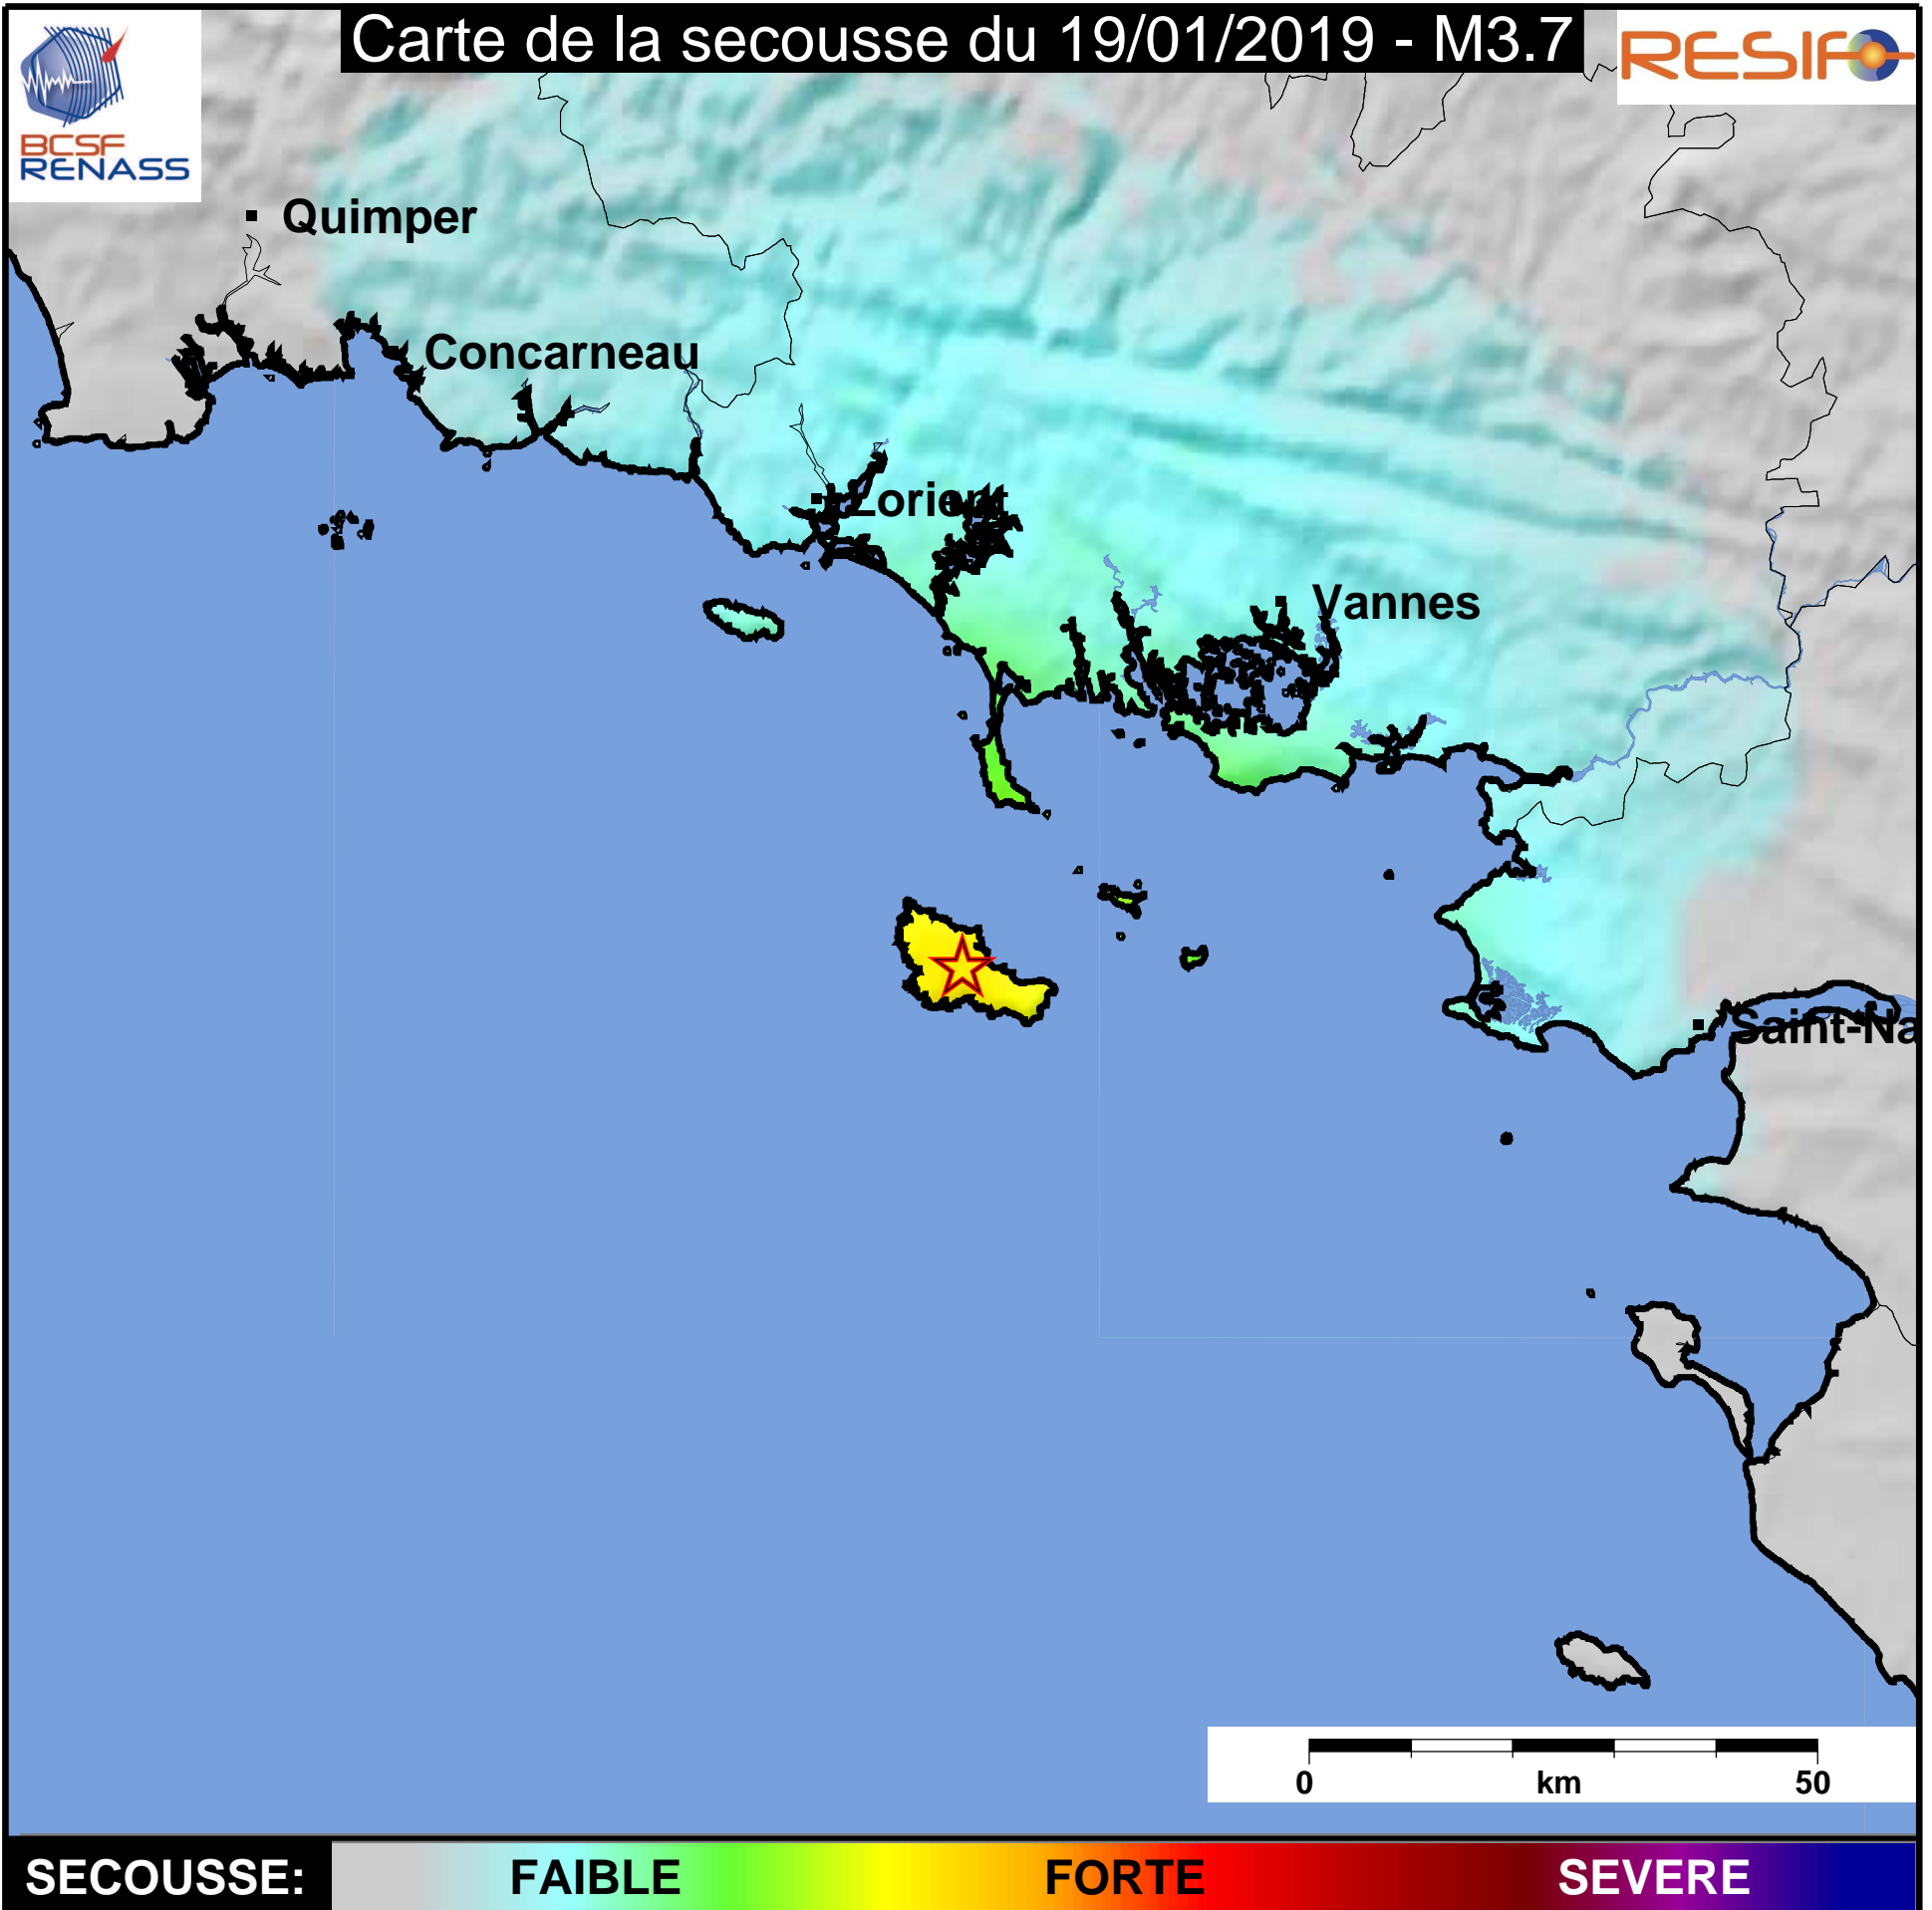 Carte de la secousse du 19/01/2019 - M3.7
RESIF
BCSF
RENASS
Quimper
Concarneau
Lorient
Vannes
Saint-Na
0 km 50
SECOUSSE: FAIBLE FORTE SEVERE